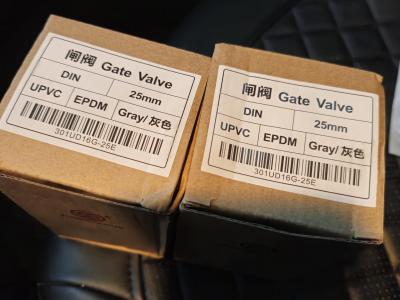 闸阀 Gate Valve
DIN 25mm
UPVC EPDM Gray/灰色
301UD16G-25E
闸阀 Gate Valve
DIN 25mm
UPVC EPDM Gray/灰色
301UD16G-25E